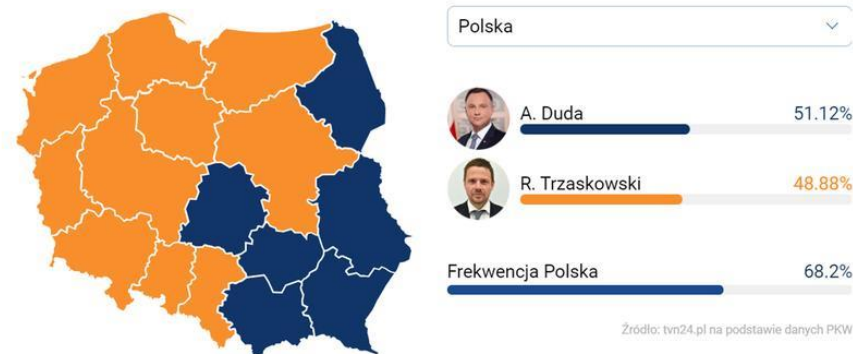 Polska
A. Duda 51.12%
R. Trzaskowski 48.88%
Frekwencja Polska 68.2%
Źródło: tvn24.pl na podstawie danych PKW